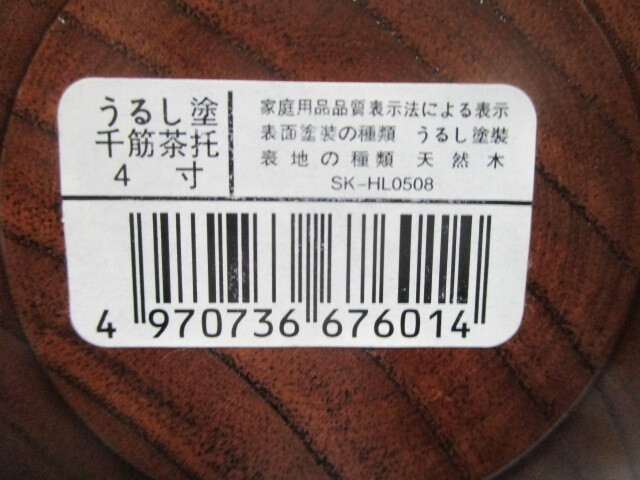 うるし塗
千筋茶托
4 寸
家庭用品品質表示法による表示
表面塗装の種類 うるし塗装
表地の種類 天然木
SK-HL0508
4 970736 676014